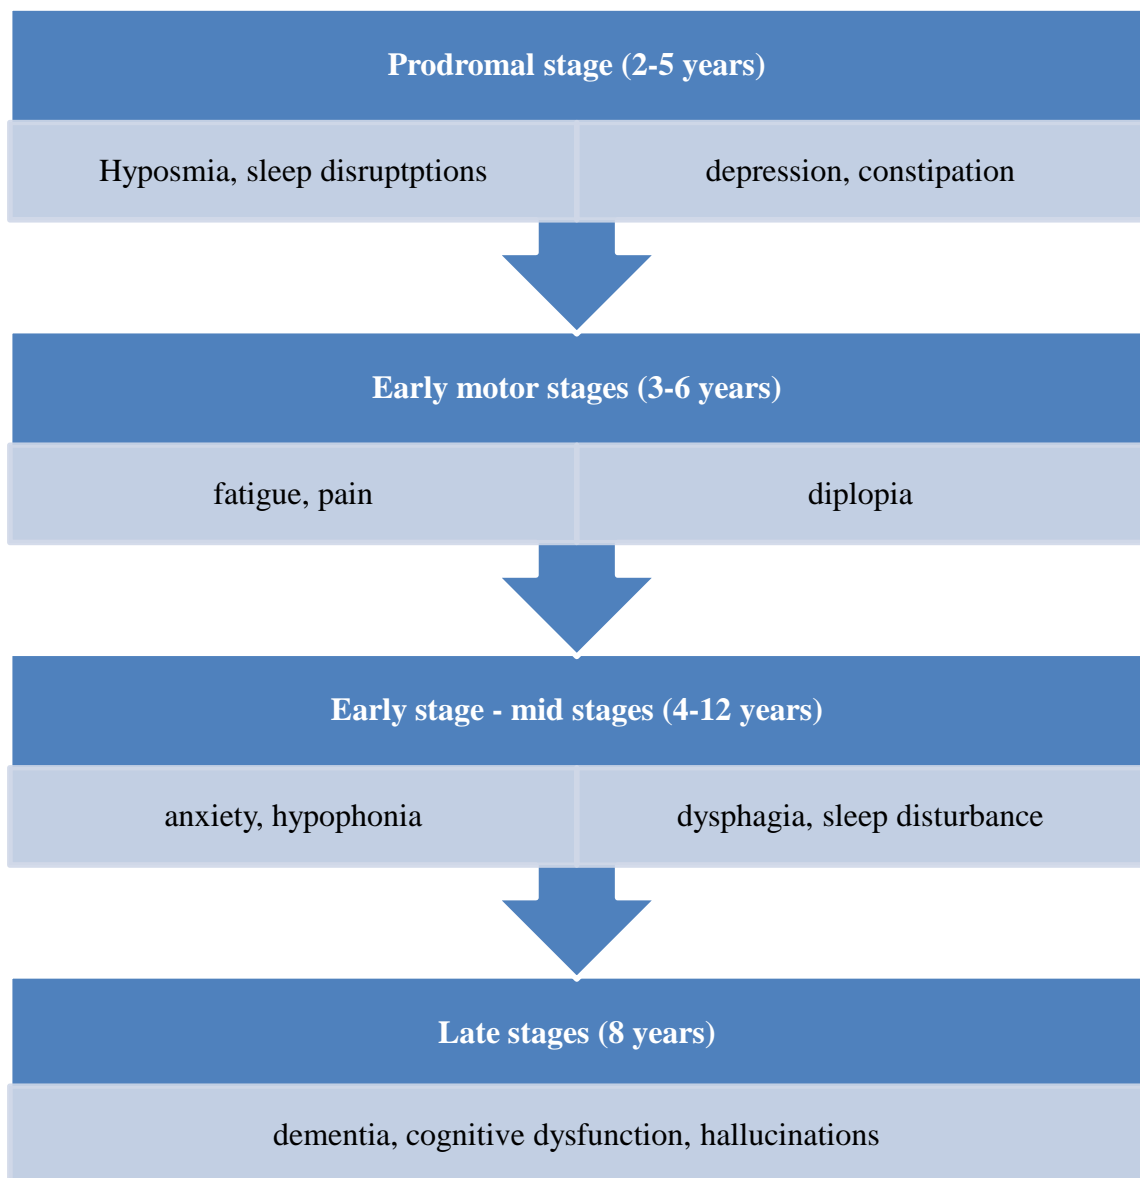 Prodromal stage (2-5 years)
Hyposmia, sleep disruptptions
depression, constipation
Early motor stages (3-6 years)
fatigue, pain
diplopia
Early stage - mid stages (4-12 years)
anxiety, hypophonia
dysphagia, sleep disturbance
Late stages (8 years)
dementia, cognitive dysfunction, hallucinations